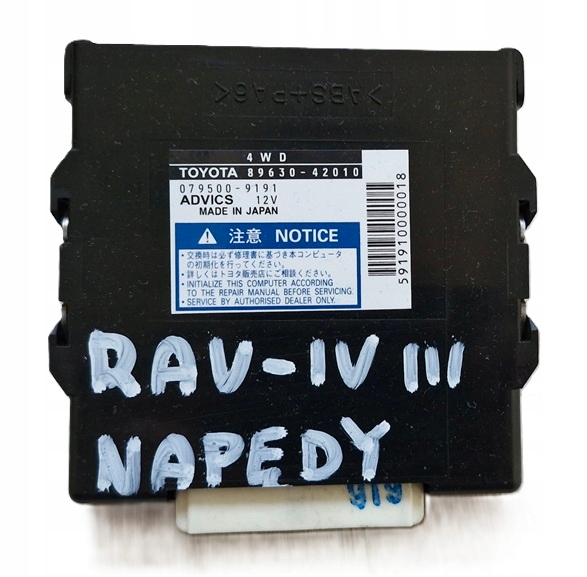 >ABS+PA6<
4WD
TOYOTA 89630-42010
079500-9191
ADVICS 12V
MADE IN JAPAN
591910000018
注意 NOTICE
・交換時は必ず修理書に基づき本コンピュータ
の初期化を行ってください。
・詳しくはトヨタ販売店にご相談ください。
・INITIALIZE THIS COMPUTER ACCORDING
TO THE REPAIR MANUAL BEFORE SERVICING.
・SERVICE BY AUTHORISED DEALER ONLY.
RAV-IV III
NAPEDY